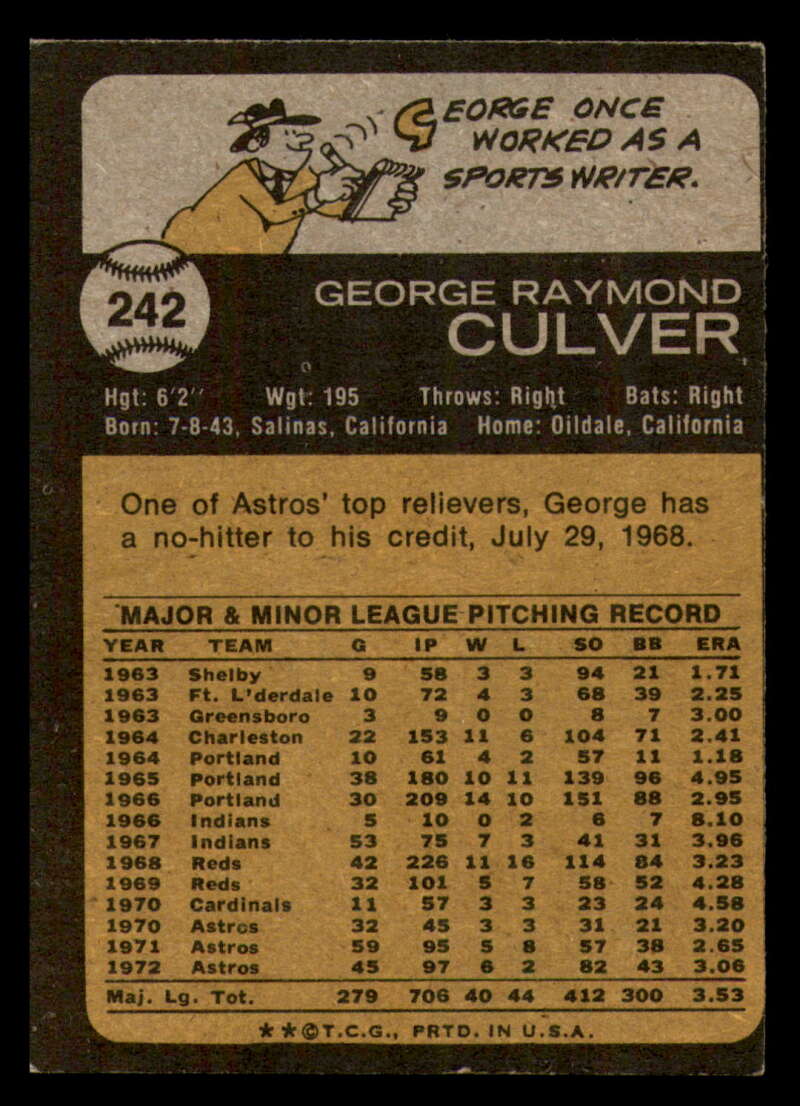 GEORGE ONCE
WORKED AS A
SPORTS WRITER.
242
GEORGE RAYMOND
CULVER
Hgt: 6'2" Wgt: 195 Throws: Right Bats: Right
Born: 7-8-43, Salinas, California Home: Oildale, California
One of Astros' top relievers, George has
a no-hitter to his credit, July 29, 1968.
MAJOR & MINOR LEAGUE PITCHING RECORD
YEAR TEAM G IP W L SO BB ERA
1963 Shelby 9 58 3 3 94 21 1.71
1963 Ft. L'derdale 10 72 4 3 68 39 2.25
1963 Greensboro 3 9 0 0 8 7 3.00
1964 Charleston 22 153 11 6 104 71 2.41
1964 Portland 10 61 4 2 57 11 1.18
1965 Portland 38 180 10 11 139 96 4.95
1966 Portland 30 209 14 10 151 88 2.95
1966 Indians 5 10 0 2 6 7 8.10
1967 Indians 53 75 7 3 41 31 3.96
1968 Reds 42 226 11 16 114 84 3.23
1969 Reds 32 101 5 7 58 52 4.28
1970 Cardinals 11 57 3 3 23 24 4.58
1970 Astros 32 45 3 3 31 21 3.20
1971 Astros 59 95 5 8 57 38 2.65
1972 Astros 45 97 6 2 82 43 3.06
Maj. Lg. Tot. 279 706 40 44 412 300 3.53
★★©T.C.G., PRTD. IN U.S.A.